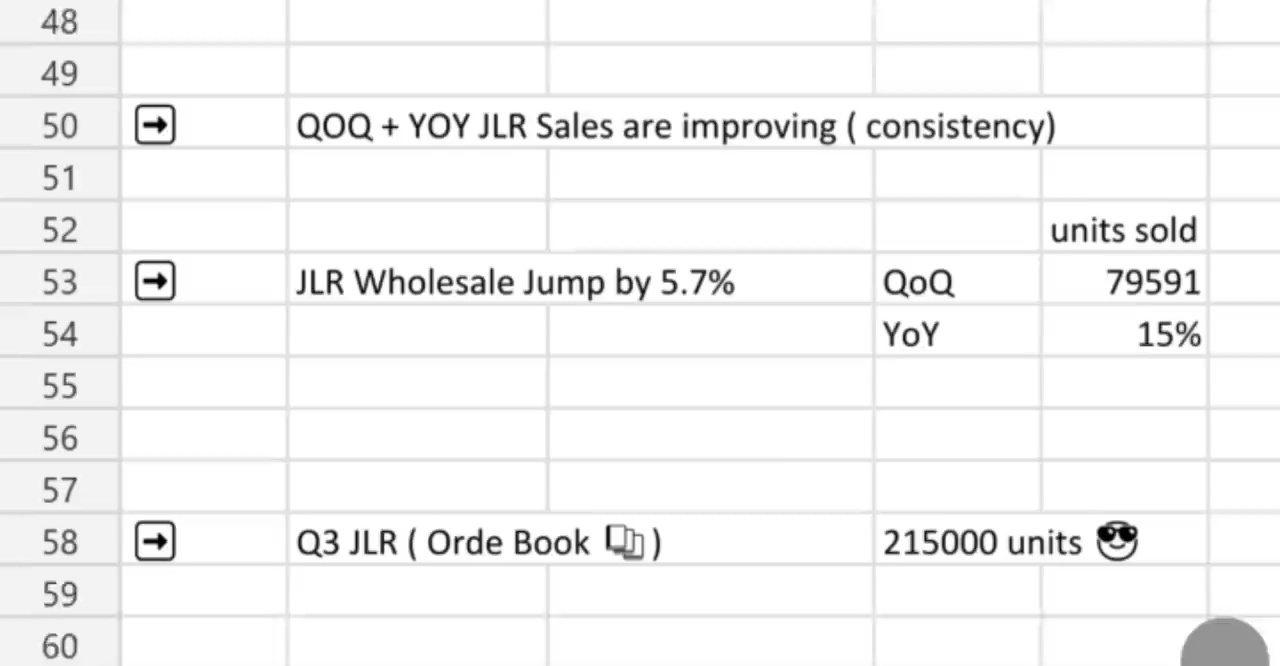 48
49
50 ➡ QOQ + YOY JLR Sales are improving ( consistency)
51
52 units sold
53 ➡ JLR Wholesale Jump by 5.7% QoQ 79591
54 YoY 15%
55
56
57
58 ➡ Q3 JLR ( Orde Book ) 215000 units 😎
59
60